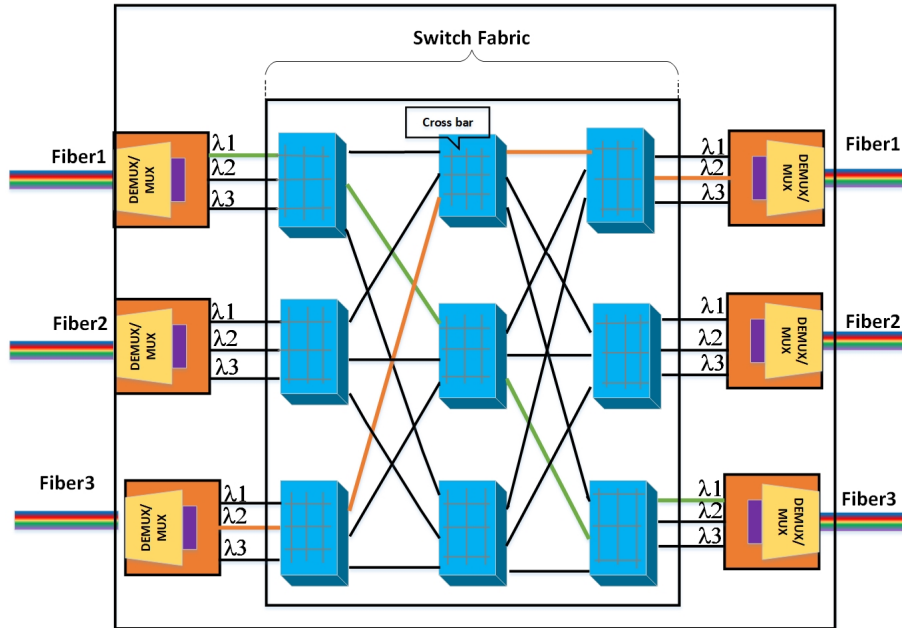 Switch Fabric
Cross bar
Fiber1
DEMUX/
MUX
λ1
λ2
λ3
λ1
λ2
λ3
DEMUX/
MUX
Fiber1
Fiber2
DEMUX/
MUX
λ1
λ2
λ3
λ1
λ2
λ3
DEMUX/
MUX
Fiber2
Fiber3
DEMUX/
MUX
λ1
λ2
λ3
λ1
λ2
λ3
DEMUX/
MUX
Fiber3